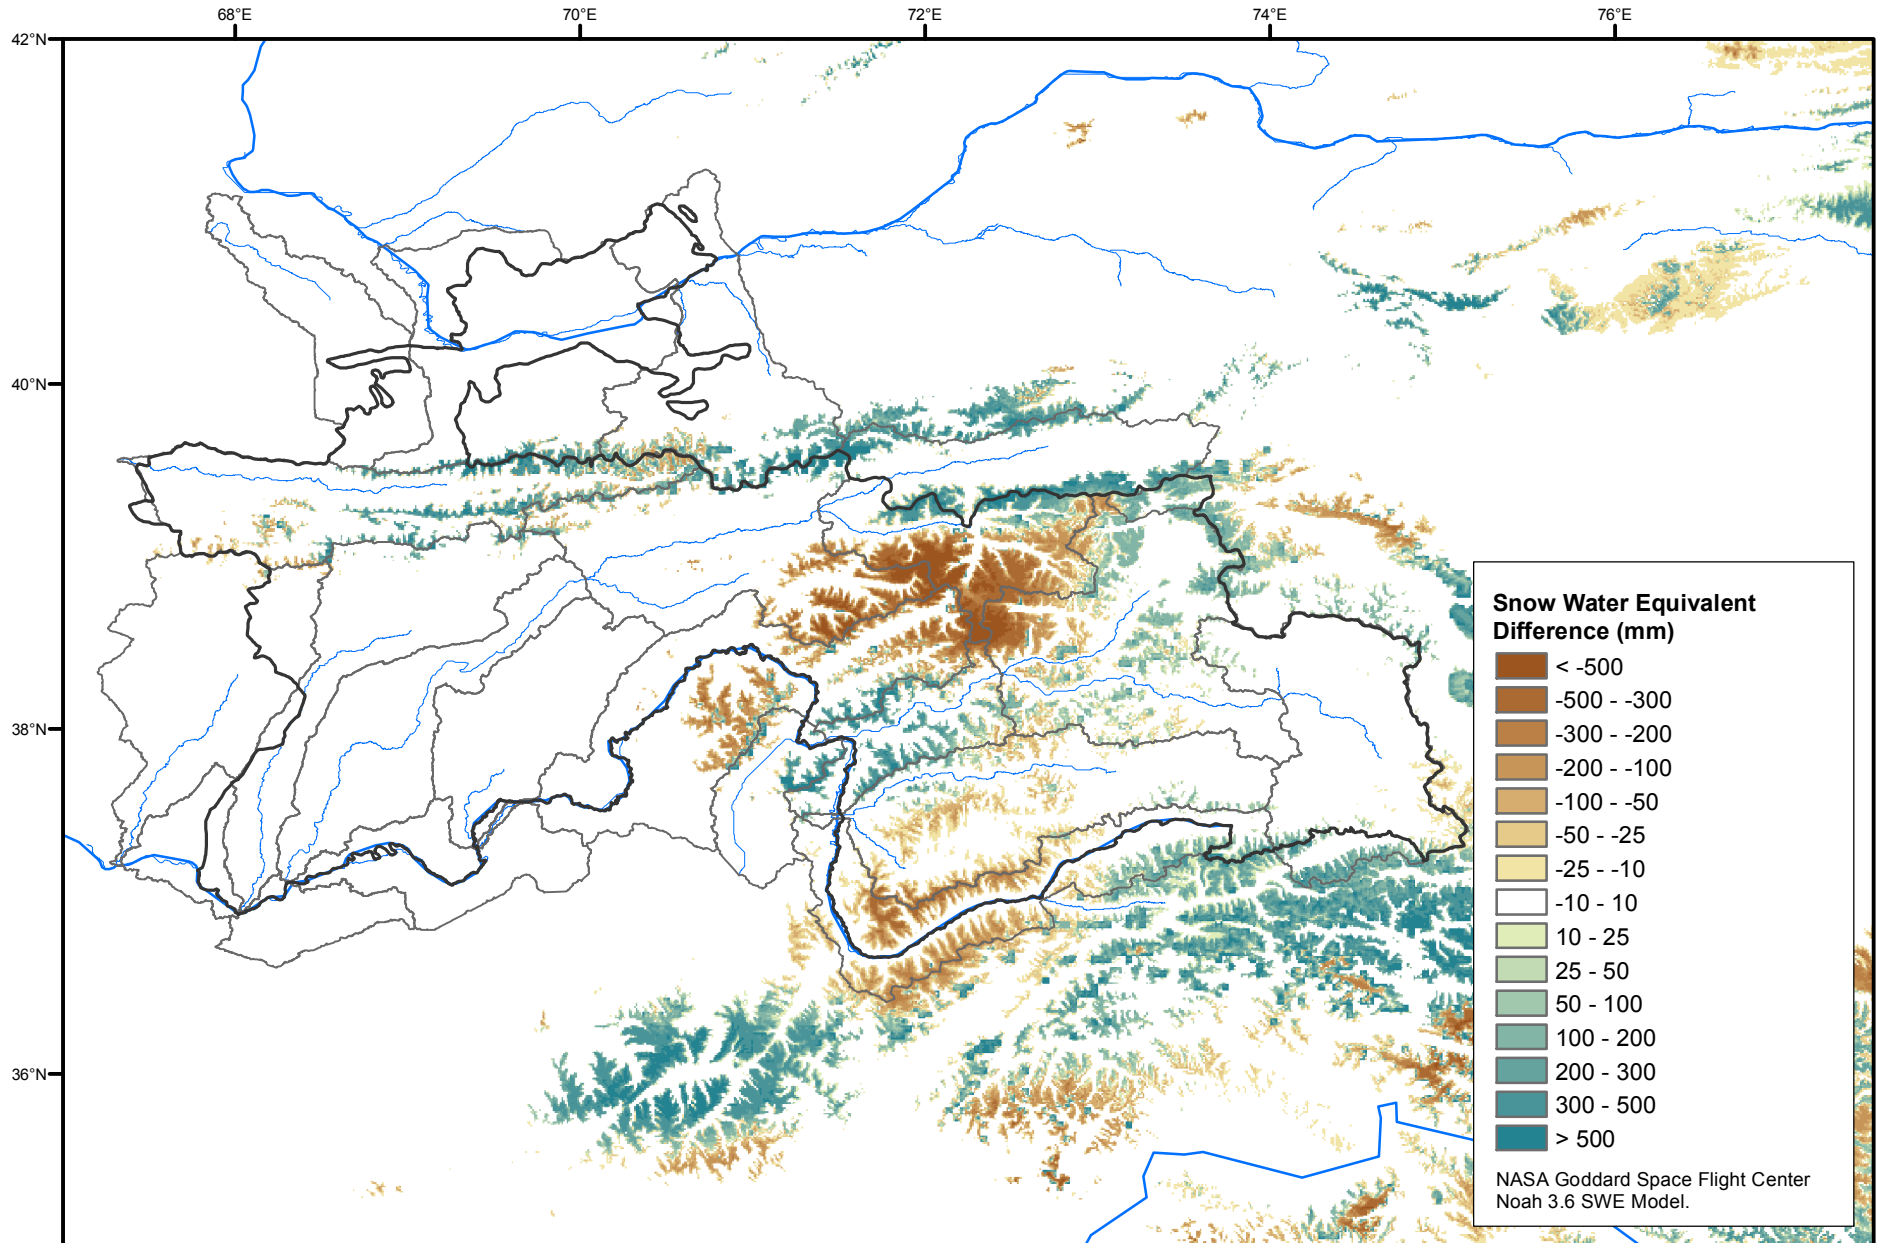 68°E 70°E 72°E 74°E 76°E
42°N
40°N
38°N
36°N
Snow Water Equivalent
Difference (mm)
< -500
-500 - -300
-300 - -200
-200 - -100
-100 - -50
-50 - -25
-25 - -10
-10 - 10
10 - 25
25 - 50
50 - 100
100 - 200
200 - 300
300 - 500
> 500
NASA Goddard Space Flight Center
Noah 3.6 SWE Model.